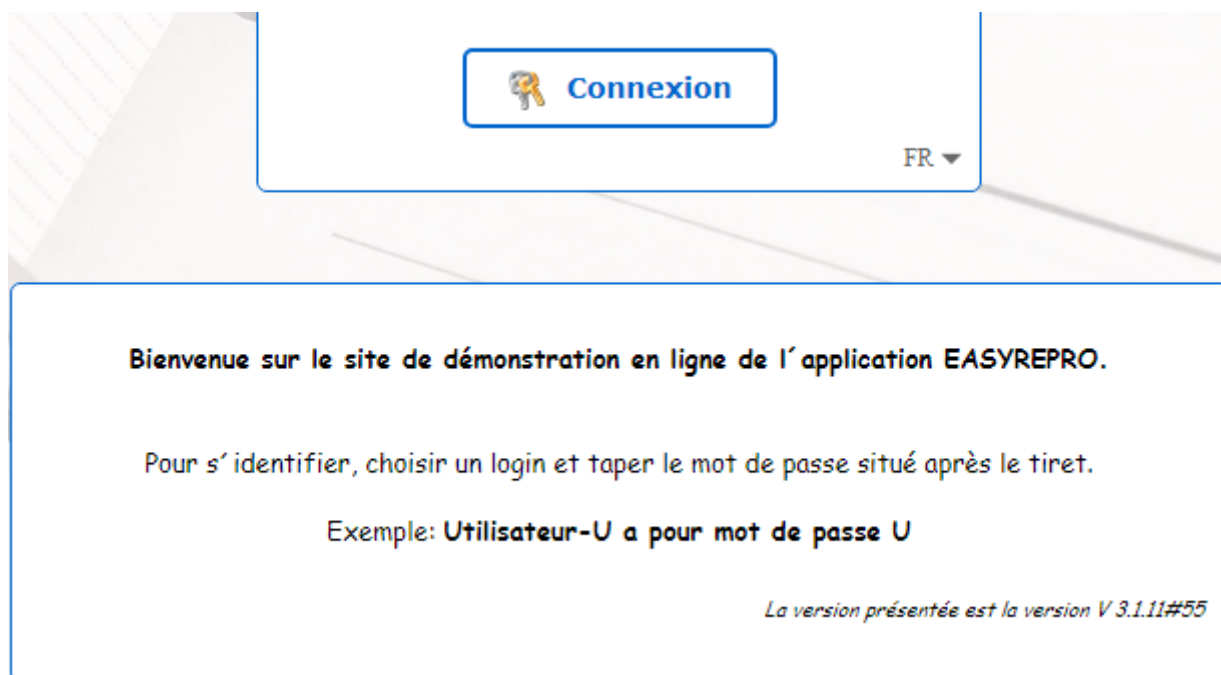 Connexion
FR
Bienvenue sur le site de démonstration en ligne de l´application EASYREPRO.
Pour s´identifier, choisir un login et taper le mot de passe situé après le tiret.
Exemple: Utilisateur-U a pour mot de passe U
La version présentée est la version V 3.1.11#55